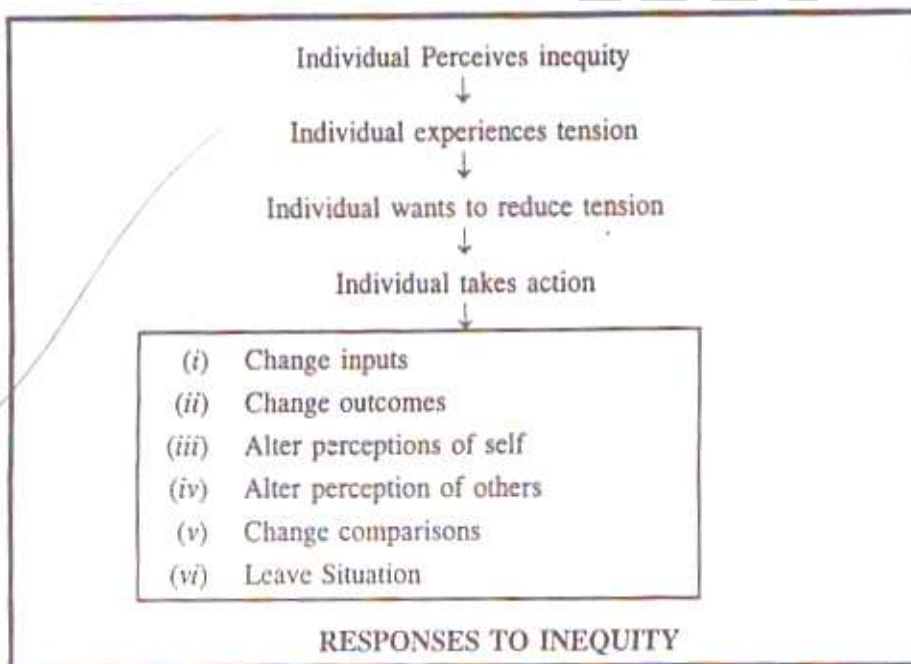 Individual Perceives inequity
↓
Individual experiences tension
↓
Individual wants to reduce tension
↓
Individual takes action
↓
(i) Change inputs
(ii) Change outcomes
(iii) Alter perceptions of self
(iv) Alter perception of others
(v) Change comparisons
(vi) Leave Situation
RESPONSES TO INEQUITY